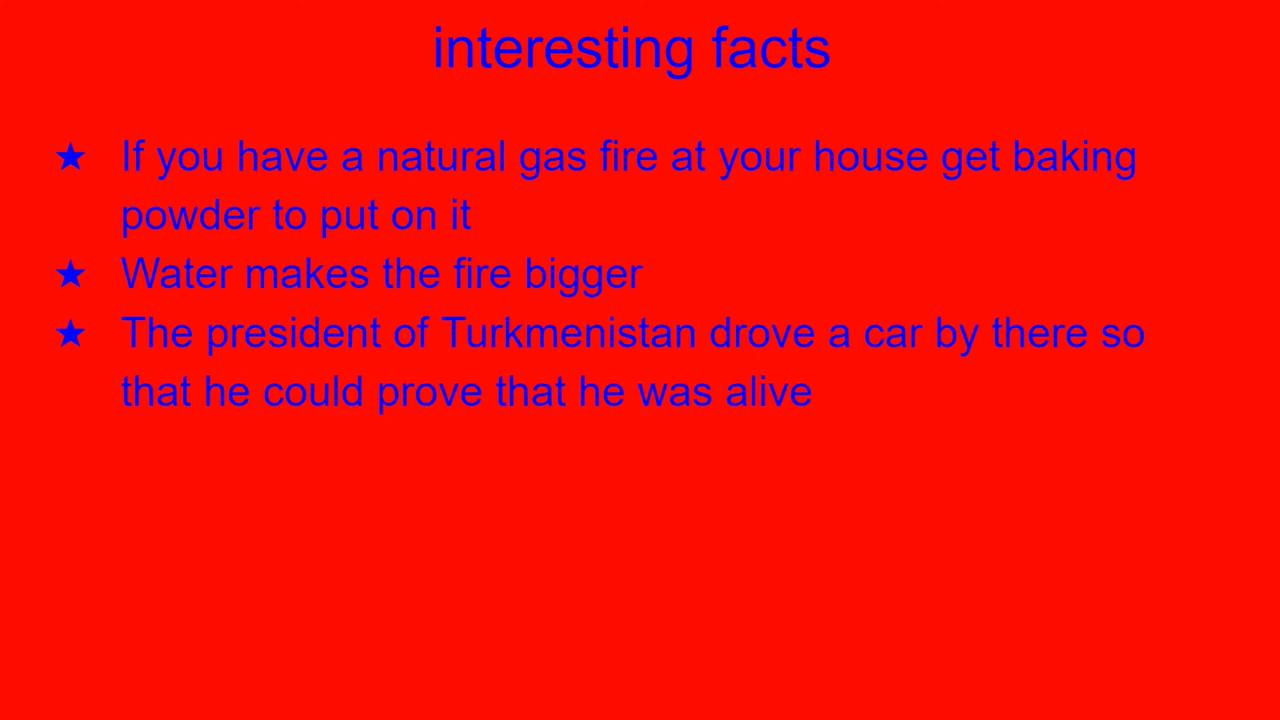 interesting facts
★ If you have a natural gas fire at your house get baking
powder to put on it
★ Water makes the fire bigger
★ The president of Turkmenistan drove a car by there so
that he could prove that he was alive